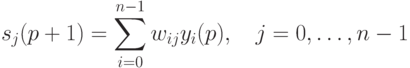 s_j(p+1) = \sum_{i=0}^{n-1} w_{ij} y_i(p), \quad j = 0, \ldots, n-1